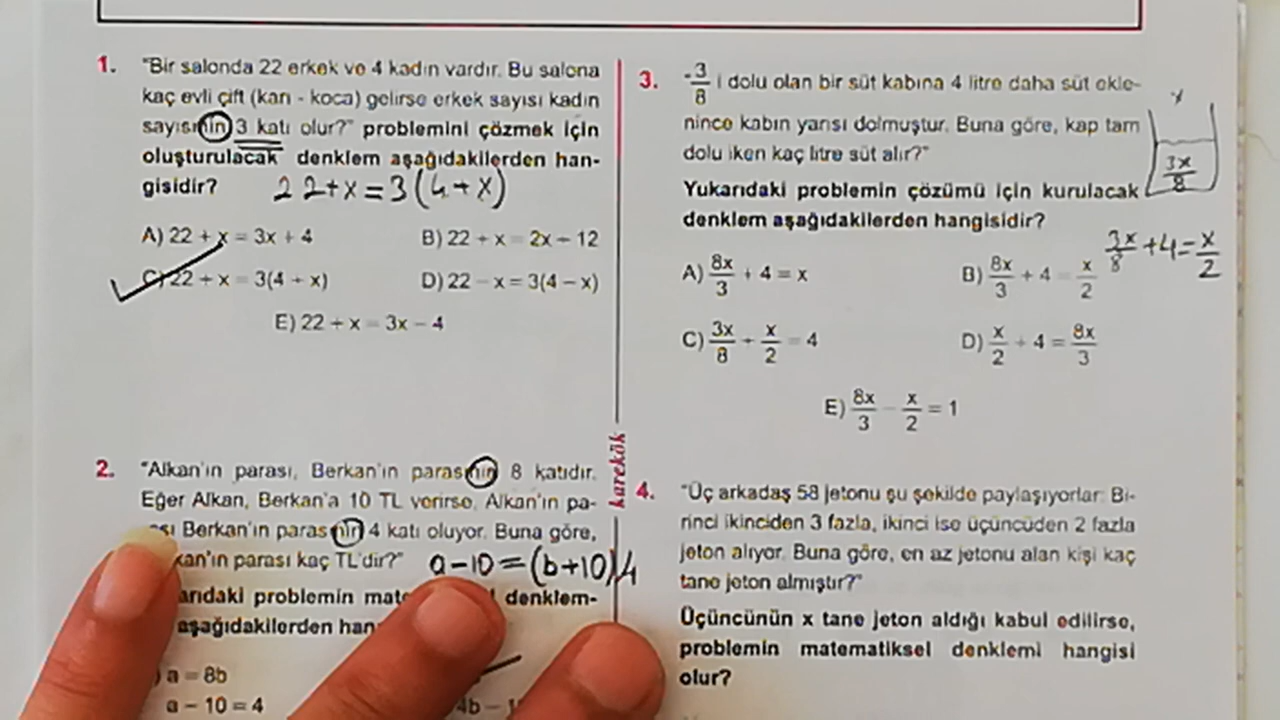 1. "Bir salonda 22 erkek ve 4 kadın vardır. Bu salona
kaç evli çift (karı - koca) gelirse erkek sayısı kadın
sayısının 3 katı olur?" problemini çözmek için
oluşturulacak denklem aşağıdakilerden han-
gisidir?
22+x=3(4+x)
A) 22 + x = 3x + 4
B) 22 + x = 2x - 12
C) 22 + x = 3(4 + x)
D) 22 - x = 3(4 - x)
E) 22 + x = 3x - 4
2. "Alkan'ın parası, Berkan'ın parasının 8 katıdır.
Eğer Alkan, Berkan'a 10 TL verirse, Alkan'ın pa-
Berkan'ın parasının 4 katı oluyor. Buna göre,
parası kaç TL'dir?"
a-10=(b+10)4
problemin denklem-
aşağıdakilerden
a = 8b
a - 10 = 4
karekök
3. "3/8 i dolu olan bir süt kabına 4 litre daha süt ekle-
nince kabın yarısı dolmuştur. Buna göre, kap tam
dolu iken kaç litre süt alır?"
x
3x/8
Yukarıdaki problemin çözümü için kurulacak
denklem aşağıdakilerden hangisidir?
3x/8+4=x/2
A) 8x/3 + 4 = x
B) 8x/3 + 4 = x/2
C) 3x/8 + x/2 = 4
D) x/2 + 4 = 8x/3
E) 8x/3 - x/2 = 1
4. "Üç arkadaş 58 jetonu şu şekilde paylaşıyorlar: Bi-
rinci ikinciden 3 fazla, ikinci ise üçüncüden 2 fazla
jeton alıyor. Buna göre, en az jetonu alan kişi kaç
tane jeton almıştır?"
Üçüncünün x tane jeton aldığı kabul edilirse,
problemin matematiksel denklemi hangisi
olur?